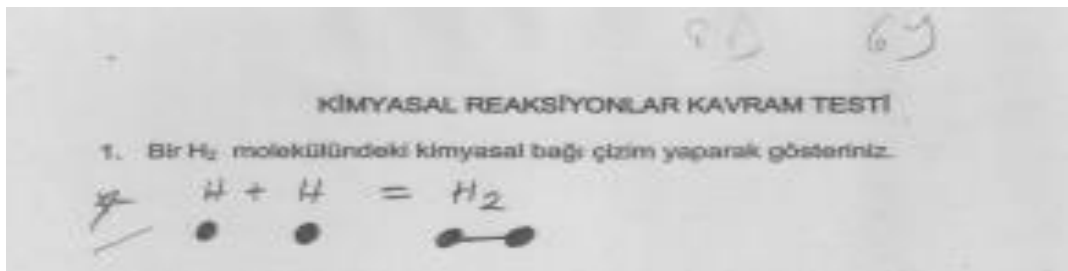 KİMYASAL REAKSİYONLAR KAVRAM TESTİ
1. Bir H₂ molekülündeki kimyasal bağı çizim yaparak gösteriniz.
H + H = H₂